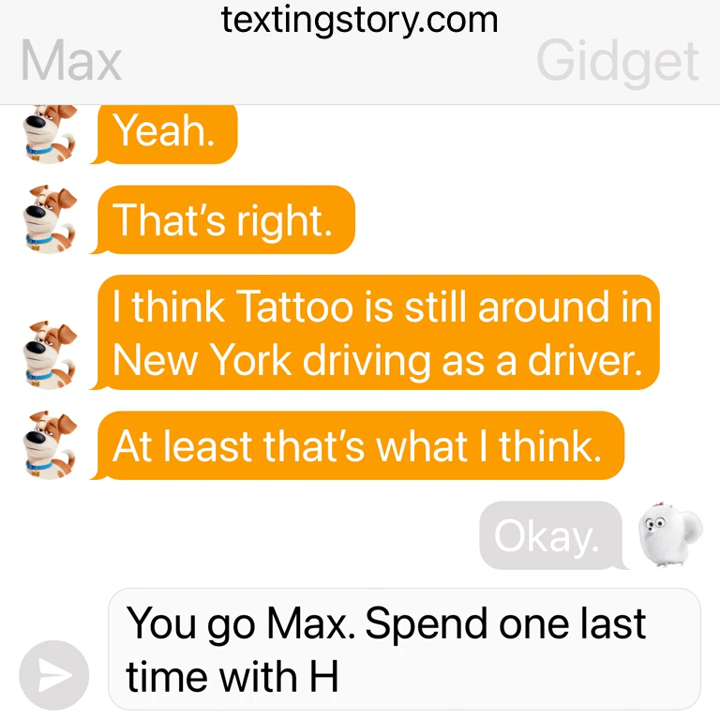 textingstory.com
Max
Gidget
Yeah.
That's right.
I think Tattoo is still around in
New York driving as a driver.
At least that's what I think.
Okay.
You go Max. Spend one last
time with H